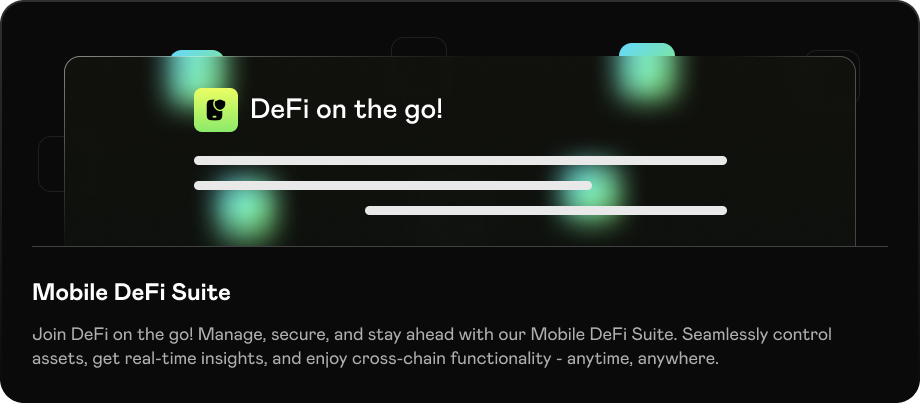 DeFi on the go!
Mobile DeFi Suite
Join DeFi on the go! Manage, secure, and stay ahead with our Mobile DeFi Suite. Seamlessly control
assets, get real-time insights, and enjoy cross-chain functionality - anytime, anywhere.